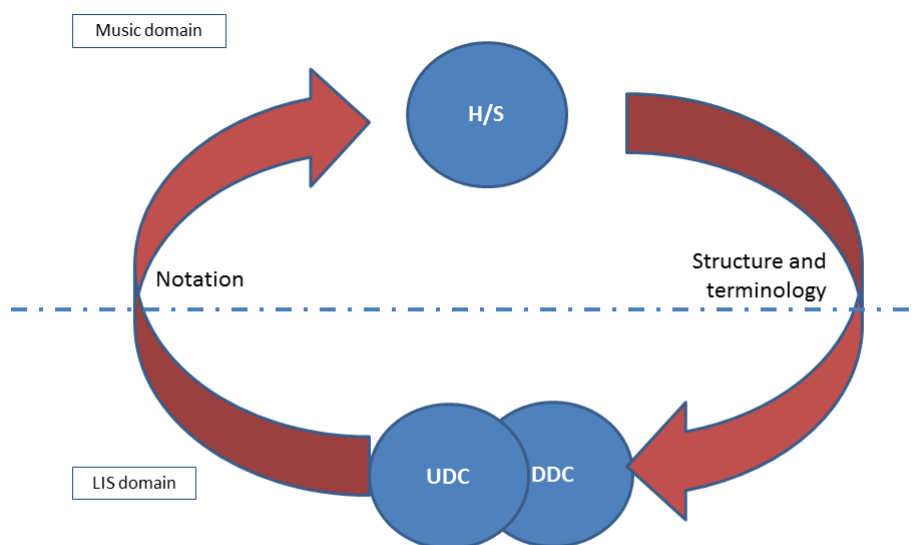 Music domain
H/S
Notation
Structure and
terminology
UDC
DDC
LIS domain